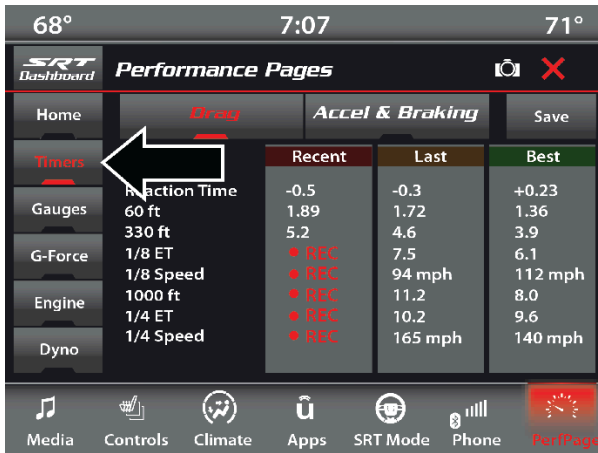 68° 7:07 71°
SRT Dashboard Performance Pages
Home Drag Accel & Braking Save
Timers Recent Last Best
Reaction Time -0.5 -0.3 +0.23
Gauges 60 ft 1.89 1.72 1.36
330 ft 5.2 4.6 3.9
G-Force 1/8 ET REC 7.5 6.1
1/8 Speed REC 94 mph 112 mph
Engine 1000 ft REC 11.2 8.0
1/4 ET REC 10.2 9.6
Dyno 1/4 Speed REC 165 mph 140 mph
Media Controls Climate Apps SRT Mode Phone PerfPage